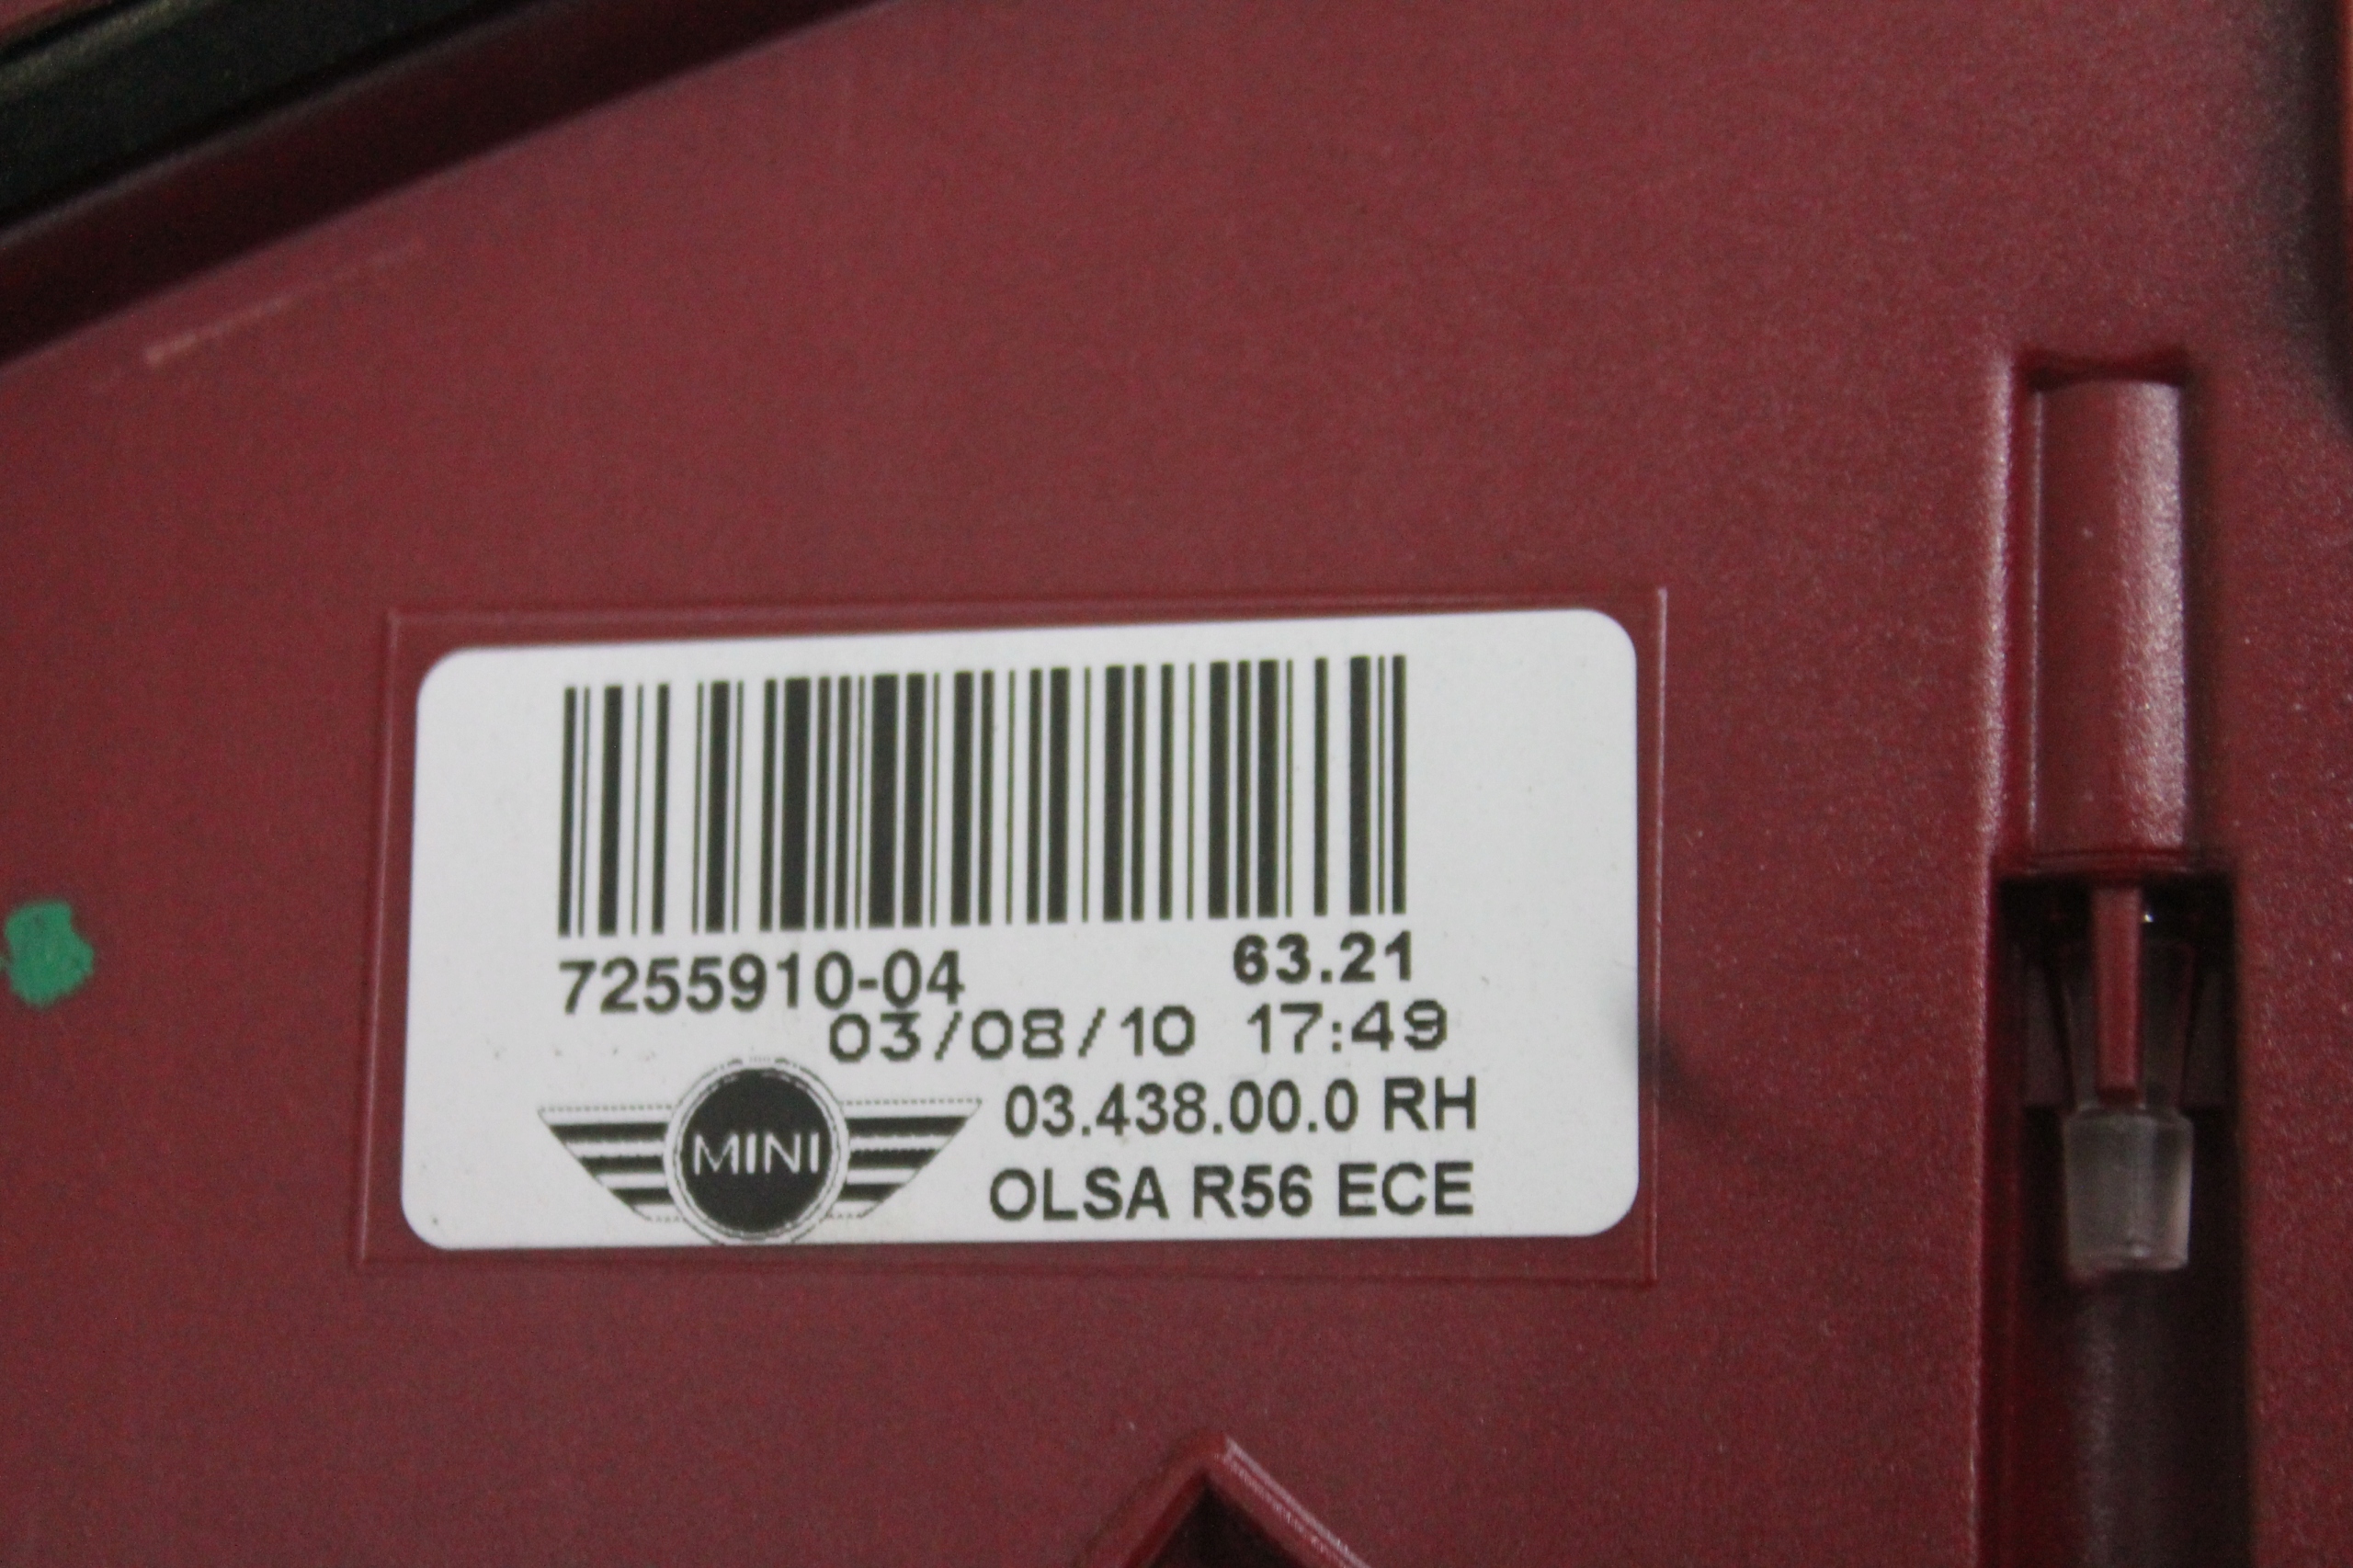 7255910-04 63.21
03/08/10 17:49
03.438.00.0 RH
MINI
OLSA R56 ECE